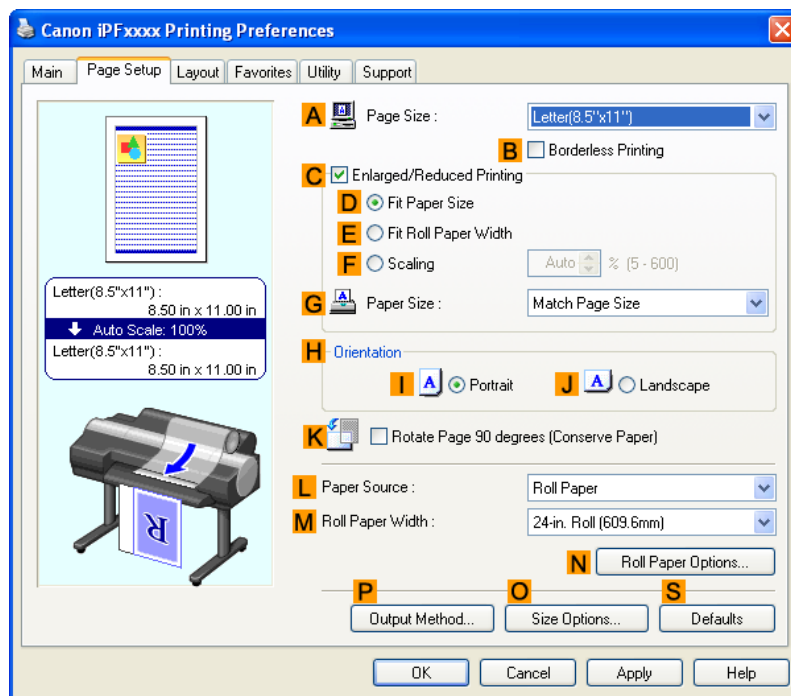 Canon iPFxxxx Printing Preferences
Main Page Setup Layout Favorites Utility Support
A Page Size : Letter(8.5"x11")
B Borderless Printing
C Enlarged/Reduced Printing
D Fit Paper Size
E Fit Roll Paper Width
F Scaling Auto % (5 - 600)
G Paper Size : Match Page Size
Letter(8.5"x11") :
8.50 in x 11.00 in
Auto Scale: 100%
Letter(8.5"x11") :
8.50 in x 11.00 in
H Orientation
I A Portrait J A Landscape
K Rotate Page 90 degrees (Conserve Paper)
L Paper Source : Roll Paper
M Roll Paper Width : 24-in. Roll (609.6mm)
R
N Roll Paper Options...
P O S
Output Method... Size Options... Defaults
OK Cancel Apply Help